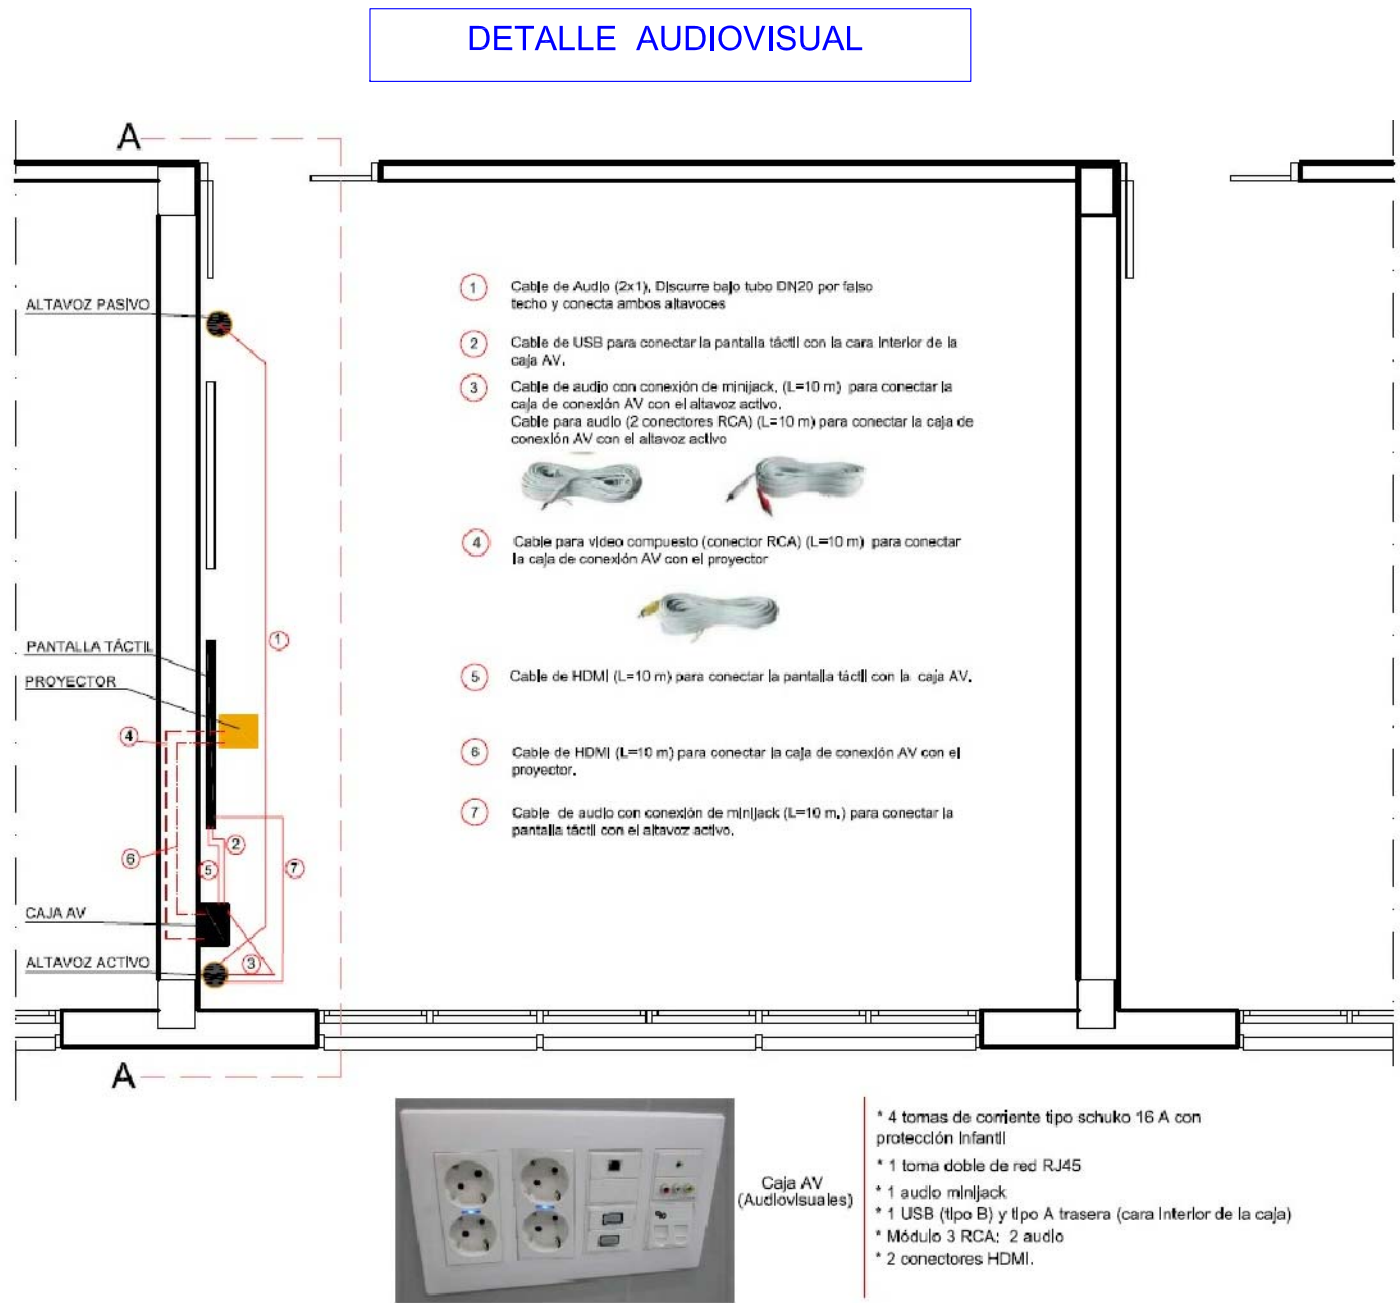 DETALLE AUDIOVISUAL
A
ALTAVOZ PASIVO
1 Cable de Audio (2x1), Discurre bajo tubo DN20 por falso
techo y conecta ambos altavoces
2 Cable de USB para conectar la pantalla táctil con la cara interior de la
caja AV.
3 Cable de audio con conexión de minijack, (L=10 m) para conectar la
caja de conexión AV con el altavoz activo.
Cable para audio (2 conectores RCA) (L=10 m) para conectar la caja de
conexión AV con el altavoz activo
4 Cable para video compuesto (conector RCA) (L=10 m) para conectar
la caja de conexión AV con el proyector
1
PANTALLA TÁCTIL
PROYECTOR
5 Cable de HDMI (L=10 m) para conectar la pantalla táctil con la caja AV.
4
6 Cable de HDMI (L=10 m) para conectar la caja de conexión AV con el
proyector.
7 Cable de audio con conexión de minijack (L=10 m.) para conectar la
pantalla táctil con el altavoz activo.
2
6
5
7
CAJA AV
ALTAVOZ ACTIVO
3
A
Caja AV
(Audiovisuales)
* 4 tomas de corriente tipo schuko 16 A con
protección infantil
* 1 toma doble de red RJ45
* 1 audio minijack
* 1 USB (tipo B) y tipo A trasera (cara interior de la caja)
* Módulo 3 RCA: 2 audio
* 2 conectores HDMI.